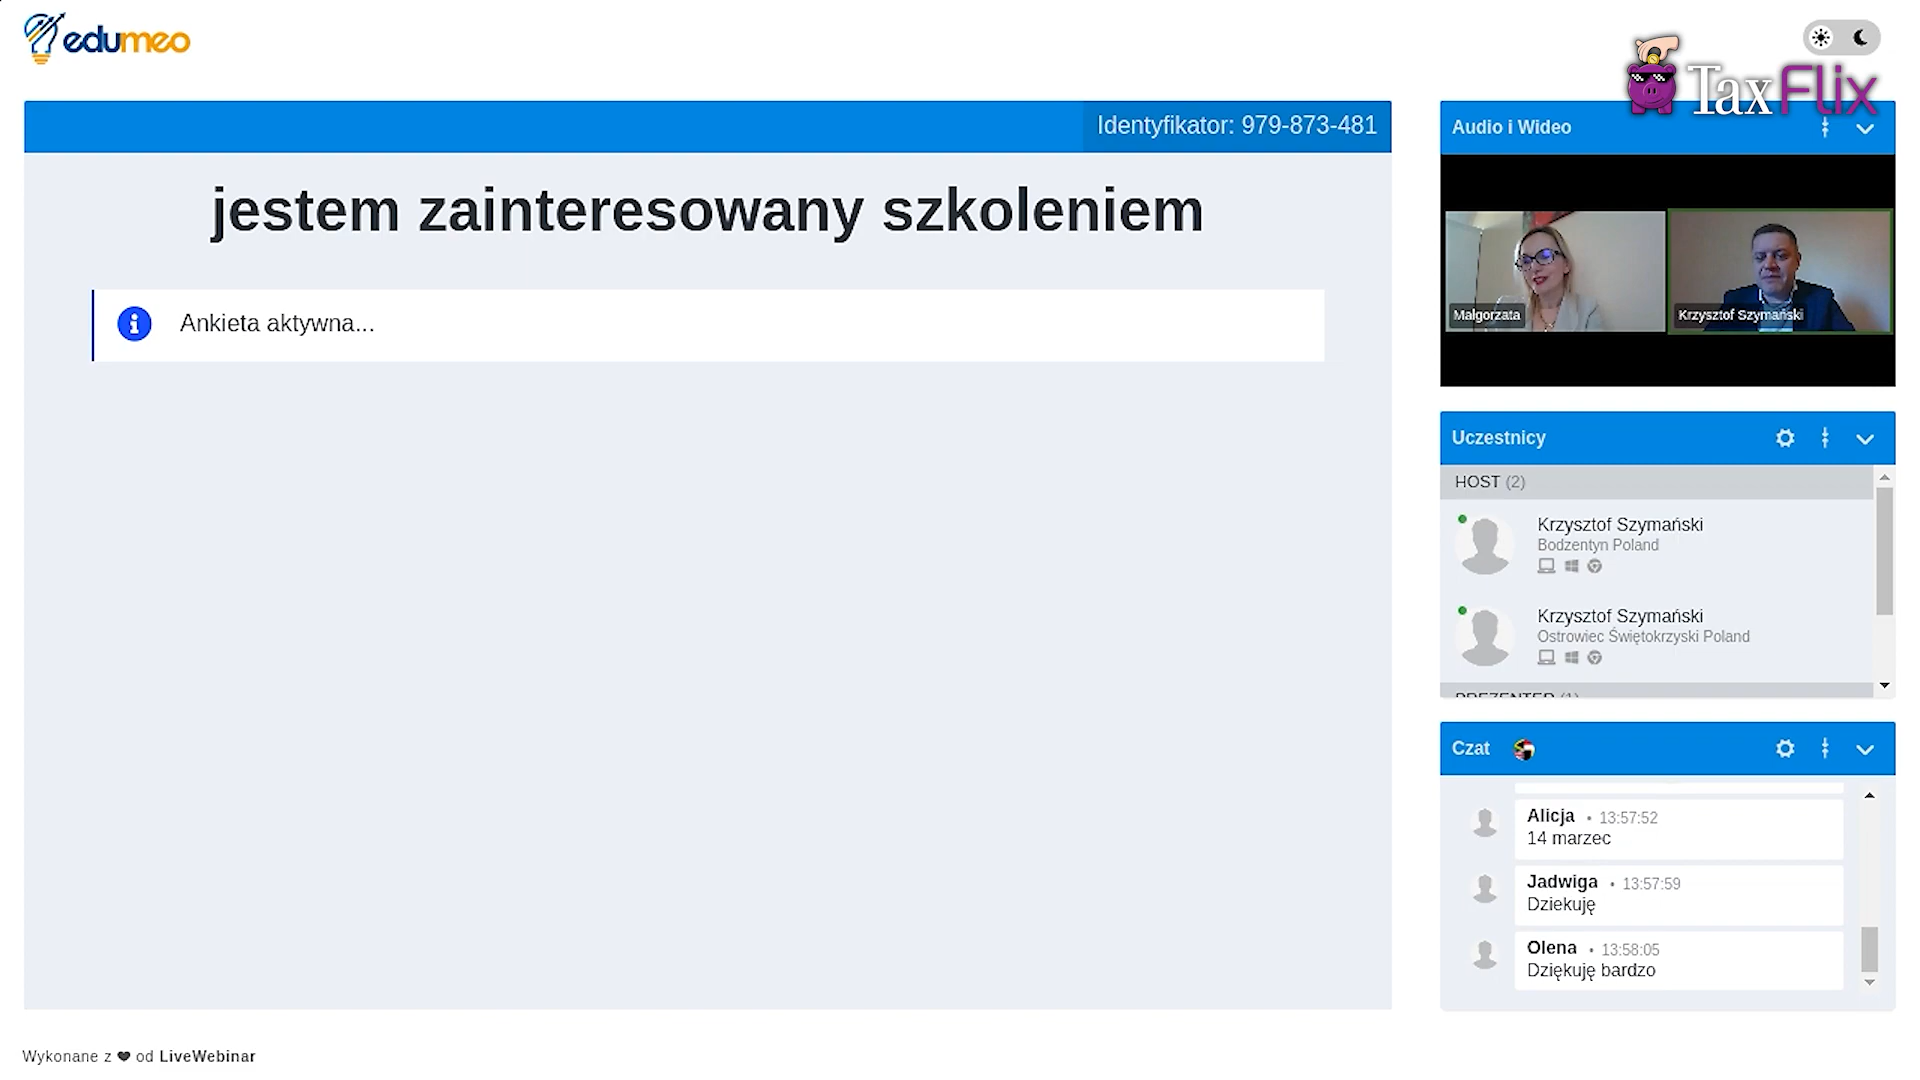 edumeo
TaxFlix
Identyfikator: 979-873-481
jestem zainteresowany szkoleniem
Ankieta aktywna...
Audio i Wideo
Małgorzata
Krzysztof Szymański
Uczestnicy
HOST (2)
Krzysztof Szymański
Bodzentyn Poland
Krzysztof Szymański
Ostrowiec Świętokrzyski Poland
PREZENTER (1)
Czat
Alicja • 13:57:52
14 marzec
Jadwiga • 13:57:59
Dziekuję
Olena • 13:58:05
Dziękuję bardzo
Wykonane z ❤ od LiveWebinar